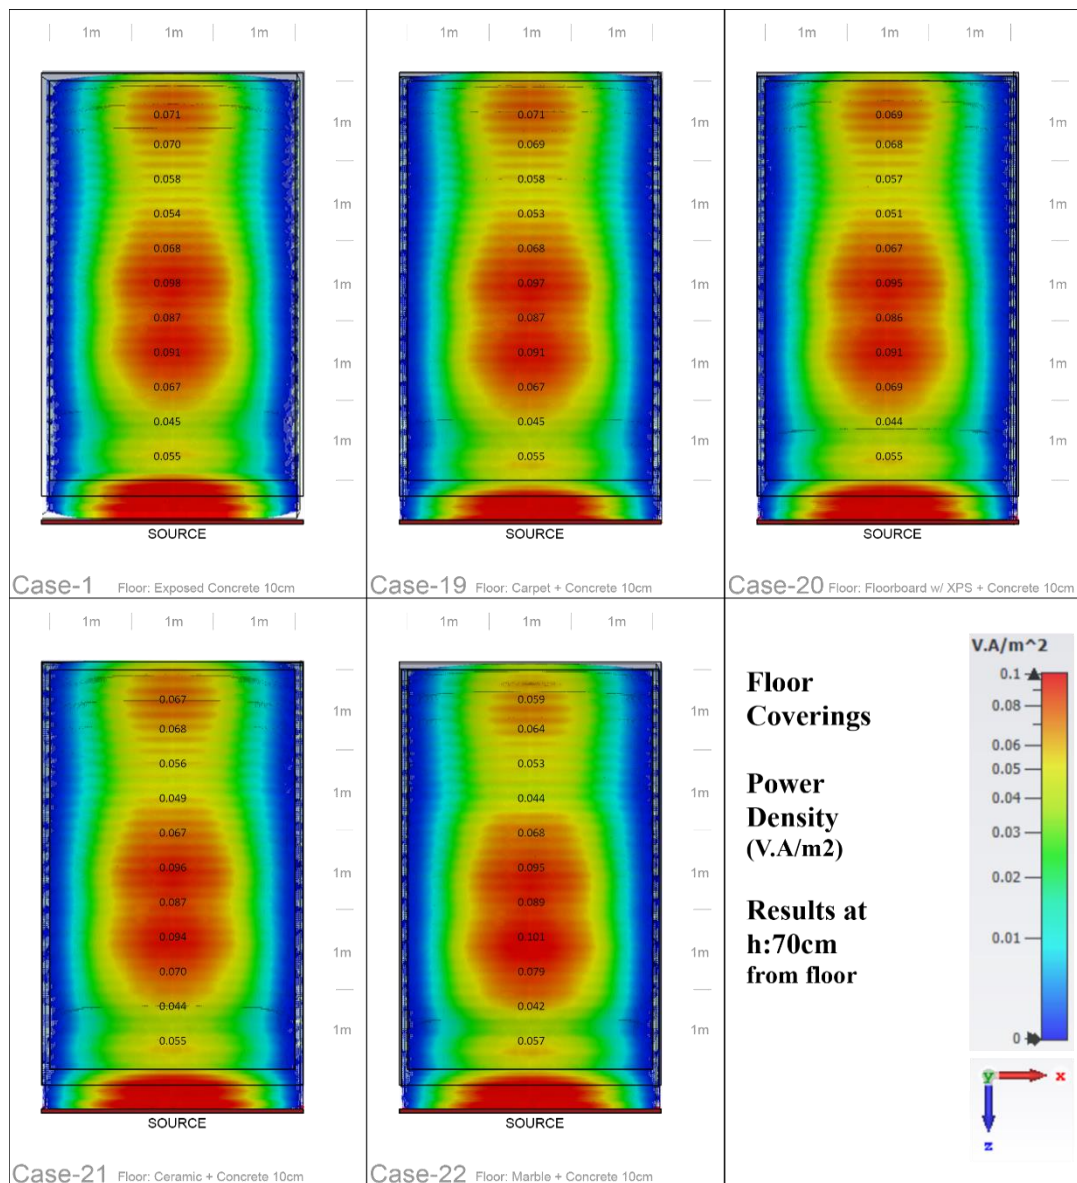 1m 1m 1m
0.071
1m
0.070
0.058
1m
0.054
0.068
0.098
1m
0.087
0.091
1m
0.067
0.045
1m
0.055
SOURCE
Case-1 Floor: Exposed Concrete 10cm
1m 1m 1m
0.071
1m
0.069
0.058
1m
0.053
0.068
0.097
1m
0.087
0.091
1m
0.067
0.045
1m
0.055
SOURCE
Case-19 Floor: Carpet + Concrete 10cm
1m 1m 1m
0.069
1m
0.068
0.057
1m
0.051
0.067
0.095
1m
0.086
0.091
1m
0.069
0.044
1m
0.055
SOURCE
Case-20 Floor: Floorboard w/ XPS + Concrete 10cm
1m 1m 1m
0.067
1m
0.068
0.056
1m
0.049
0.067
0.096
1m
0.087
0.094
1m
0.070
0.044
1m
0.055
SOURCE
Case-21 Floor: Ceramic + Concrete 10cm
1m 1m 1m
0.059
1m
0.064
0.053
1m
0.044
0.068
0.095
1m
0.089
0.101
1m
0.079
0.042
1m
0.057
SOURCE
Case-22 Floor: Marble + Concrete 10cm
Floor
Coverings
Power
Density
(V.A/m2)
Results at
h:70cm
from floor
V.A/m^2
0.1
0.08
0.06
0.05
0.04
0.03
0.02
0.01
0
y x
z